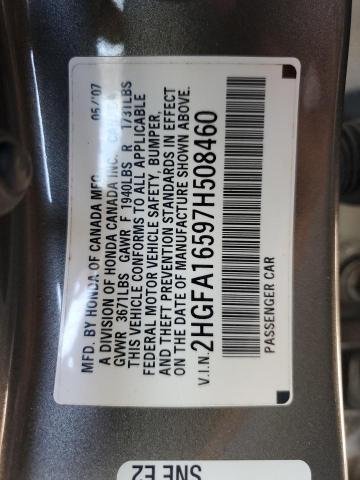 MFD. BY HONDA OF CANADA MFG. 05/'07
A DIVISION OF HONDA CANADA INC.
GVWR 3671LBS GAWR F 1940LBS R 1731LBS
THIS VEHICLE CONFORMS TO ALL APPLICABLE
FEDERAL MOTOR VEHICLE SAFETY, BUMPER,
AND THEFT PREVENTION STANDARDS IN EFFECT
ON THE DATE OF MANUFACTURE SHOWN ABOVE.
V.I.N. 2HGFA16597H508460
PASSENGER CAR
SNE E2